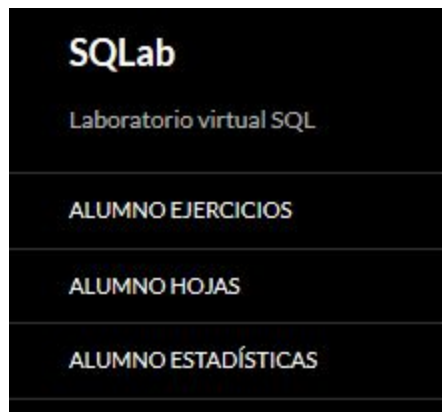 SQLab
Laboratorio virtual SQL
ALUMNO EJERCICIOS
ALUMNO HOJAS
ALUMNO ESTADÍSTICAS